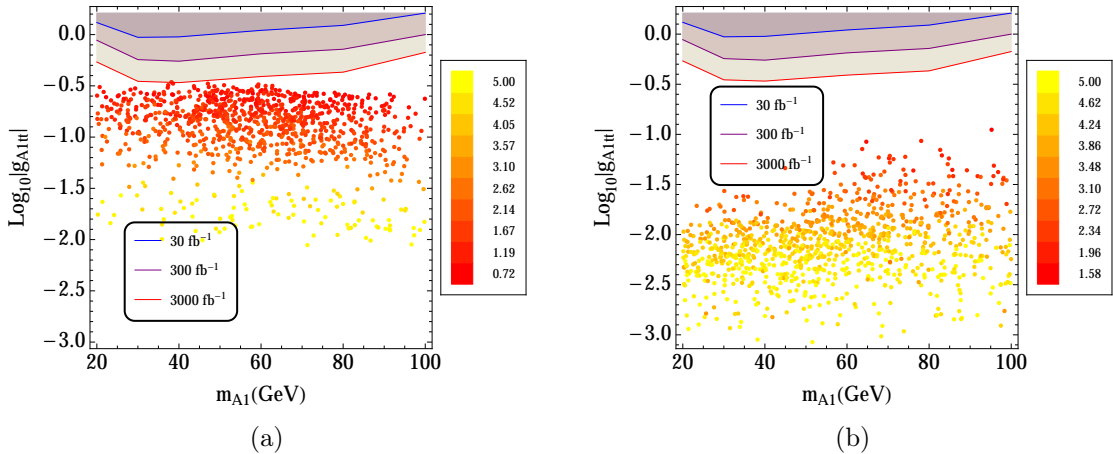 Log₁₀|g_A1tt|
0.0
−0.5
−1.0
−1.5
−2.0
−2.5
−3.0
30 fb⁻¹
300 fb⁻¹
3000 fb⁻¹
20 40 60 80 100
m_A1(GeV)
5.00
4.52
4.05
3.57
3.10
2.62
2.14
1.67
1.19
0.72
(a)
Log₁₀|g_A1tt|
0.0
−0.5
−1.0
−1.5
−2.0
−2.5
−3.0
30 fb⁻¹
300 fb⁻¹
3000 fb⁻¹
20 40 60 80 100
m_A1(GeV)
5.00
4.62
4.24
3.86
3.48
3.10
2.72
2.34
1.96
1.58
(b)